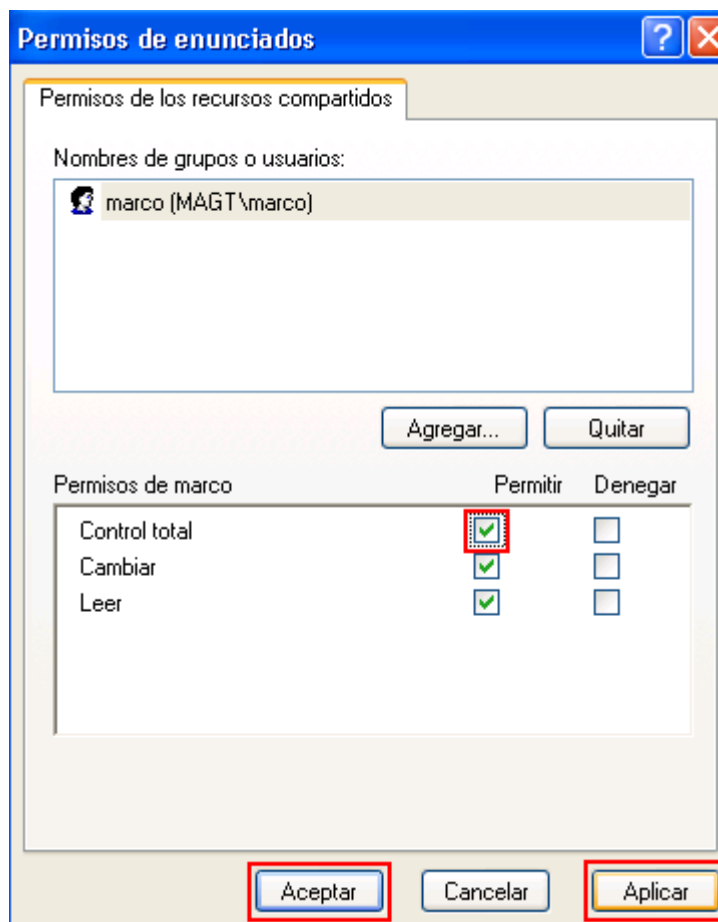 Permisos de enunciados
Permisos de los recursos compartidos
Nombres de grupos o usuarios:
marco (MAGT\marco)
Agregar... Quitar
Permisos de marco Permitir Denegar
Control total
Cambiar
Leer
Aceptar Cancelar Aplicar